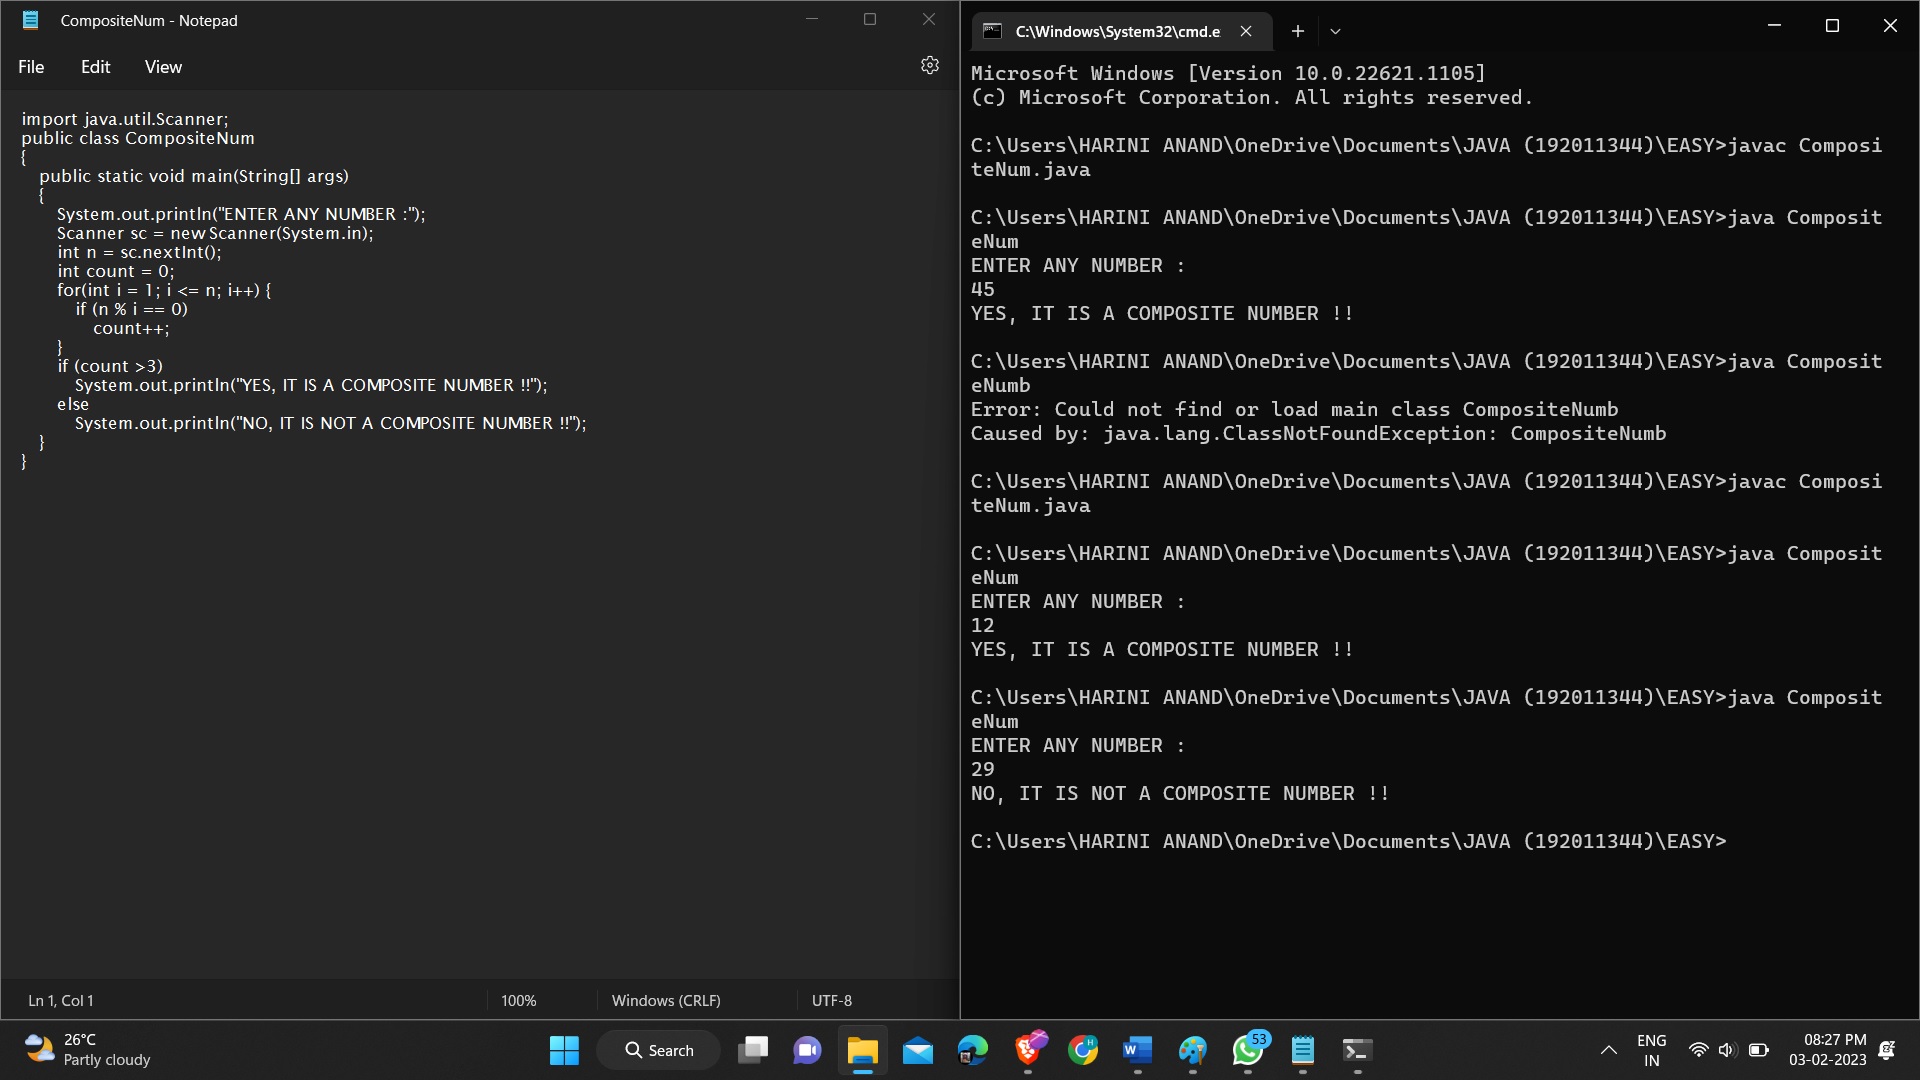 CompositeNum - Notepad
File Edit View
import java.util.Scanner;
public class CompositeNum
{
public static void main(String[] args)
{
System.out.println("ENTER ANY NUMBER :");
Scanner sc = new Scanner(System.in);
int n = sc.nextInt();
int count = 0;
for(int i = 1; i <= n; i++) {
if (n % i == 0)
count++;
}
if (count >3)
System.out.println("YES, IT IS A COMPOSITE NUMBER !!");
else
System.out.println("NO, IT IS NOT A COMPOSITE NUMBER !!");
}
}
Ln 1, Col 1 100% Windows (CRLF) UTF-8
C:\Windows\System32\cmd.e
Microsoft Windows [Version 10.0.22621.1105]
(c) Microsoft Corporation. All rights reserved.
C:\Users\HARINI ANAND\OneDrive\Documents\JAVA (192011344)\EASY>javac Composi
teNum.java
C:\Users\HARINI ANAND\OneDrive\Documents\JAVA (192011344)\EASY>java Composit
eNum
ENTER ANY NUMBER :
45
YES, IT IS A COMPOSITE NUMBER !!
C:\Users\HARINI ANAND\OneDrive\Documents\JAVA (192011344)\EASY>java Composit
eNumb
Error: Could not find or load main class CompositeNumb
Caused by: java.lang.ClassNotFoundException: CompositeNumb
C:\Users\HARINI ANAND\OneDrive\Documents\JAVA (192011344)\EASY>javac Composi
teNum.java
C:\Users\HARINI ANAND\OneDrive\Documents\JAVA (192011344)\EASY>java Composit
eNum
ENTER ANY NUMBER :
12
YES, IT IS A COMPOSITE NUMBER !!
C:\Users\HARINI ANAND\OneDrive\Documents\JAVA (192011344)\EASY>java Composit
eNum
ENTER ANY NUMBER :
29
NO, IT IS NOT A COMPOSITE NUMBER !!
C:\Users\HARINI ANAND\OneDrive\Documents\JAVA (192011344)\EASY>
26°C
Partly cloudy
Search
H
W
53
ENG
IN
08:27 PM
03-02-2023